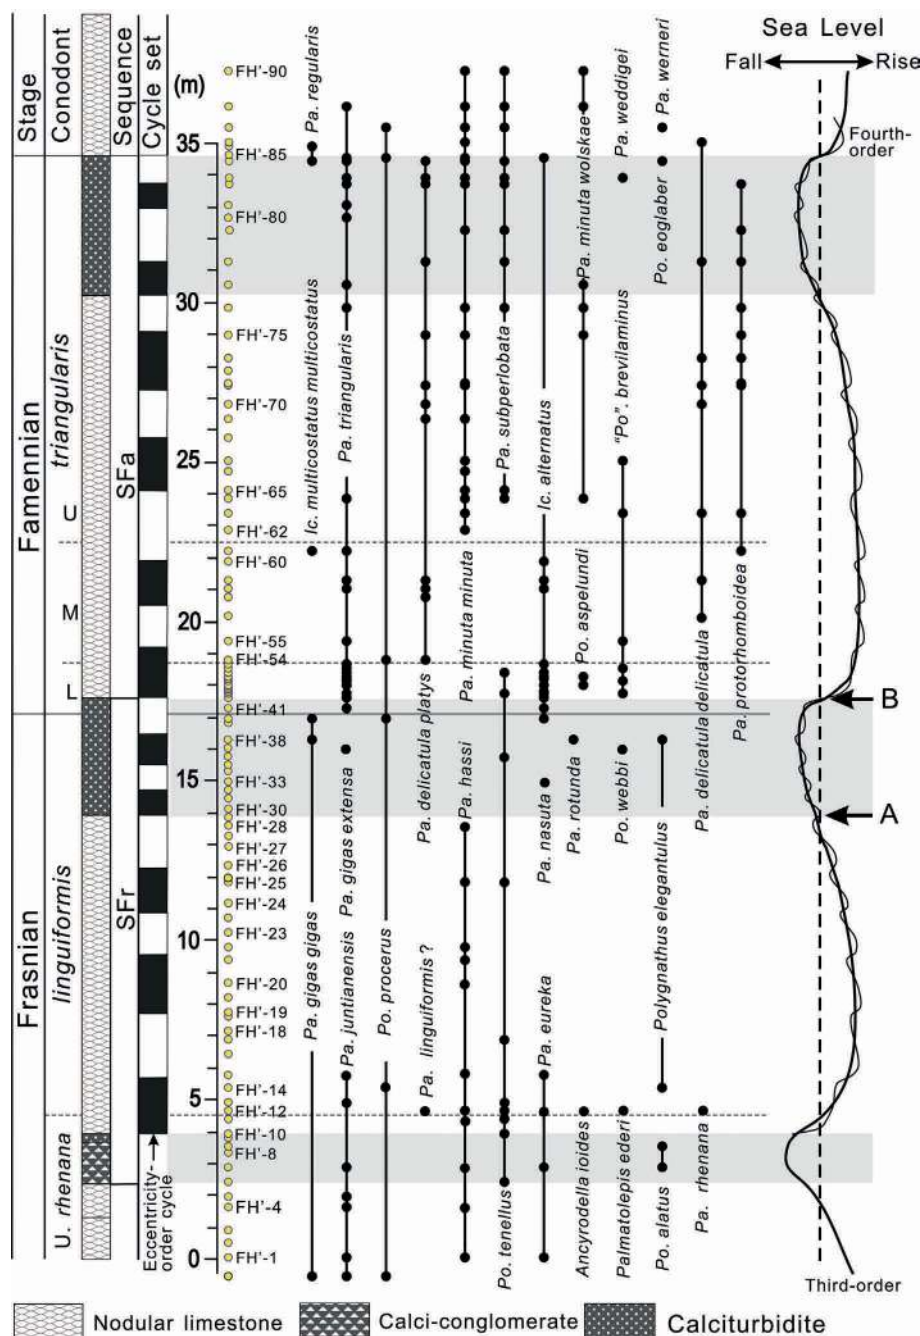 Stage
Conodont
Sequence
Cycle set
(m)
Sea Level
Fall
Rise
Fourth-order
Third-order
Famennian
Frasnian
triangularis
U
M
L
linguiformis
U. rhenana
SFa
SFr
Eccentricity-
order cycle
35
30
25
20
15
10
5
0
FH'-90
FH'-85
FH'-80
FH'-75
FH'-70
FH'-65
FH'-62
FH'-60
FH'-55
FH'-54
FH'-41
FH'-38
FH'-33
FH'-30
FH'-28
FH'-27
FH'-26
FH'-25
FH'-24
FH'-23
FH'-20
FH'-19
FH'-18
FH'-14
FH'-12
FH'-10
FH'-8
FH'-4
FH'-1
Pa. regularis
Ic. multicostatus multicostatus
Pa. gigas gigas
Pa. triangularis
Pa. gigas extensa
Pa. juntianensis
Po. procerus
Pa. delicatula platys
Pa. linguiformis ?
Pa. minuta minuta
Pa. hassi
Pa. subperlobata
Po. tenellus
Ic. alternatus
Pa. nasuta
Pa. eureka
Pa. minuta wolskae
Po. aspelundi
Pa. rotunda
Ancyrodella ioides
Pa. weddigei
"Po". brevilaminus
Po. webbi
Palmatolepis ederi
Pa. werneri
Po. eoglaber
Polygnathus elegantulus
Po. alatus
Pa. delicatula delicatula
Pa. rhenana
Pa. protorhomboidea
B
A
Nodular limestone
Calci-conglomerate
Calciturbidite